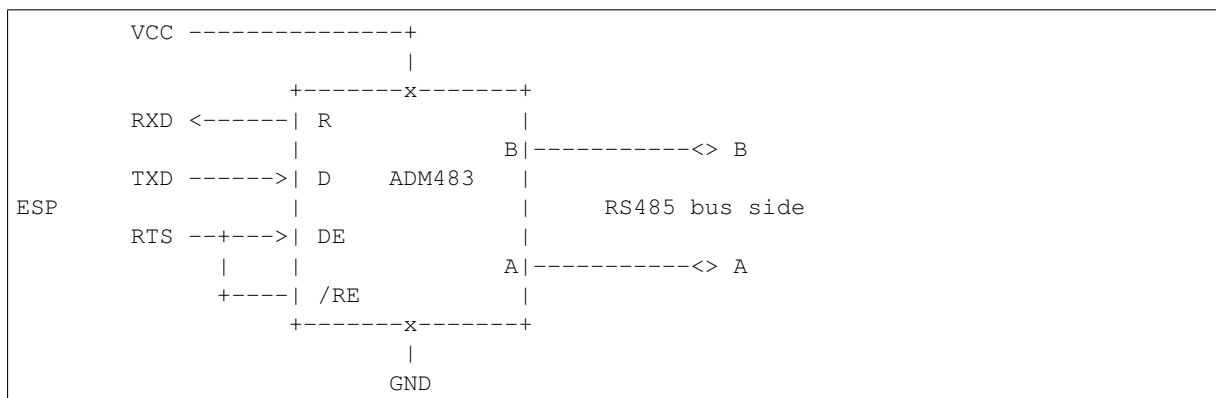 VCC ---------------+
|
+-------x-------+
RXD <------| R |
| B|-----------<> B
TXD ------>| D ADM483 |
ESP | | RS485 bus side
RTS --+--->| DE |
| | A|-----------<> A
+----| /RE |
+-------x-------+
|
GND